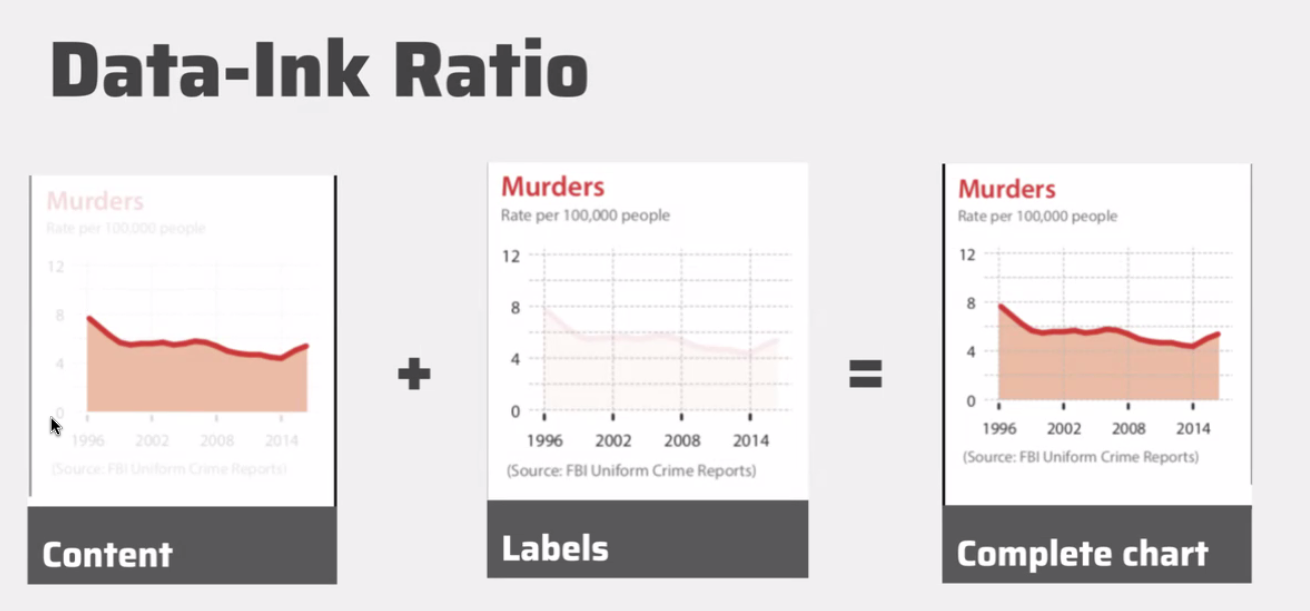 Data-Ink Ratio
Murders
Rate per 100,000 people
12
8
4
0
1996 2002 2008 2014
(Source: FBI Uniform Crime Reports)
Content
+
Murders
Rate per 100,000 people
12
8
4
0
1996 2002 2008 2014
(Source: FBI Uniform Crime Reports)
Labels
=
Murders
Rate per 100,000 people
12
8
4
0
1996 2002 2008 2014
(Source: FBI Uniform Crime Reports)
Complete chart